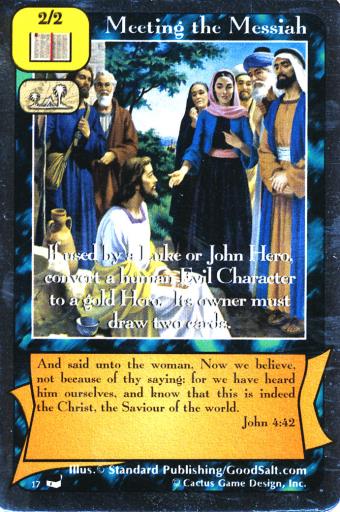 2/2
Meeting the Messiah
If used by a Luke or John Hero,
convert a human Evil Character
to a gold Hero. Its owner must
draw two cards.
And said unto the woman, Now we believe,
not because of thy saying: for we have heard
him ourselves, and know that this is indeed
the Christ, the Saviour of the world.
John 4:42
Illus. © Standard Publishing/GoodSalt.com
17
© Cactus Game Design, Inc.